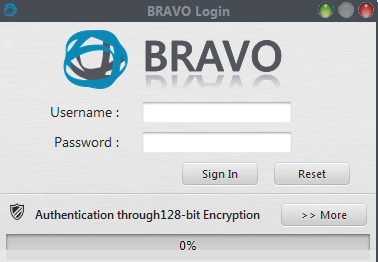 BRAVO Login
BRAVO
Username :
Password :
Sign In Reset
Authentication through128-bit Encryption >> More
0%